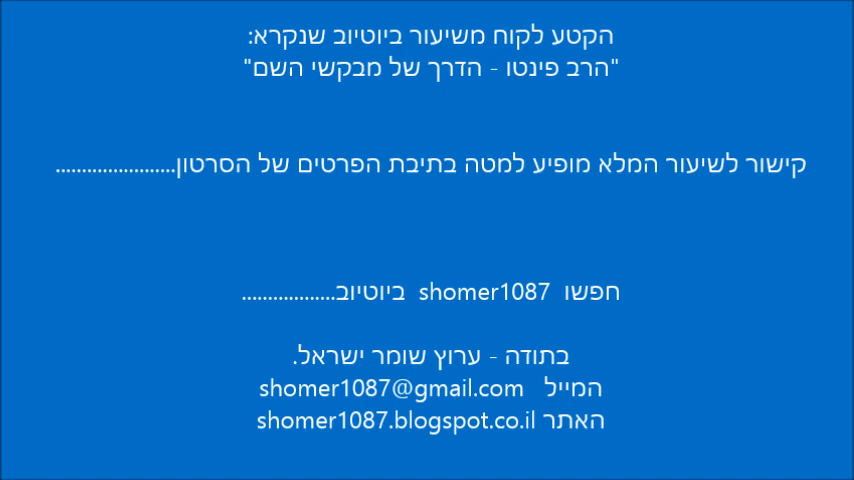 הקטע לקוח משיעור ביוטיוב שנקרא:
"הרב פינטו - הדרך של מבקשי השם"
קישור לשיעור המלא מופיע למטה בתיבת הפרטים של הסרטון.......................
חפשו shomer1087 ביוטיוב..................
בתודה - ערוץ שומר ישראל.
המייל shomer1087@gmail.com
האתר shomer1087.blogspot.co.il